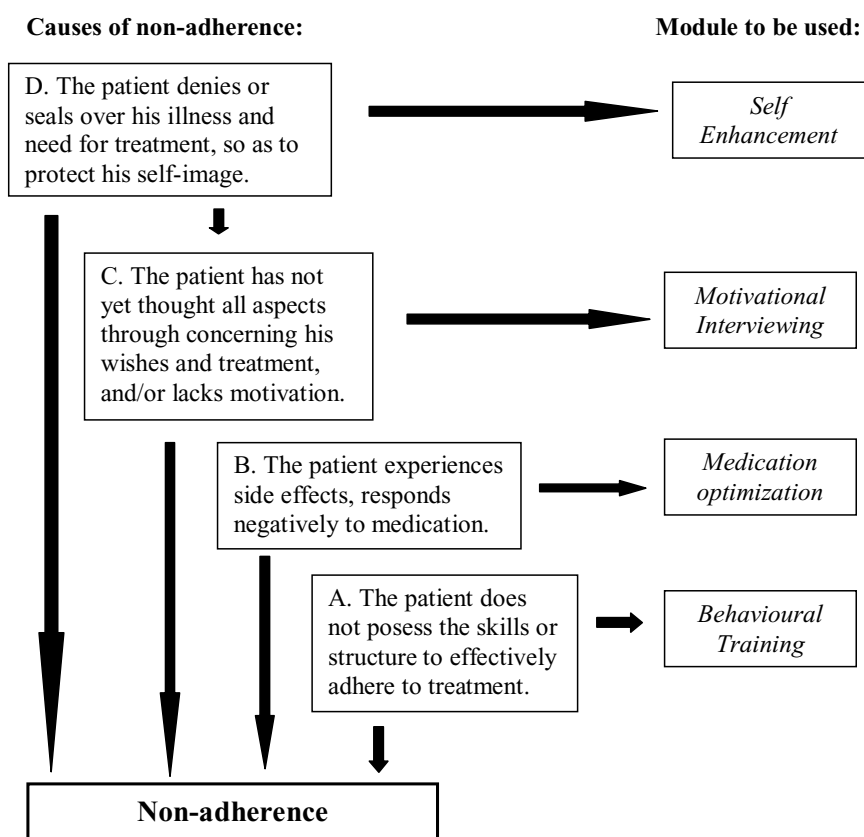 Causes of non-adherence:
Module to be used:
D. The patient denies or
seals over his illness and
need for treatment, so as to
protect his self-image.
Self
Enhancement
C. The patient has not
yet thought all aspects
through concerning his
wishes and treatment,
and/or lacks motivation.
Motivational
Interviewing
B. The patient experiences
side effects, responds
negatively to medication.
Medication
optimization
A. The patient does
not posess the skills or
structure to effectively
adhere to treatment.
Behavioural
Training
Non-adherence